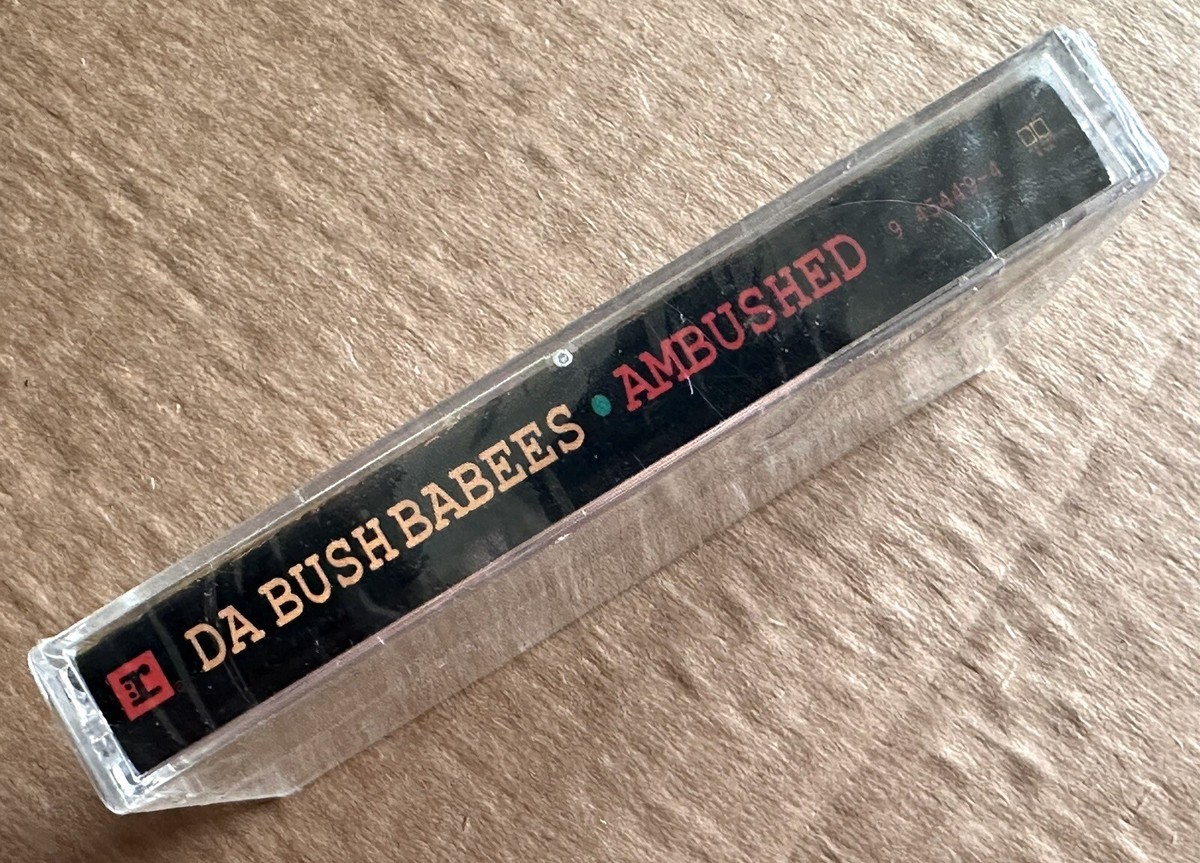 r DA BUSH BABEES • AMBUSHED 9 45449-4